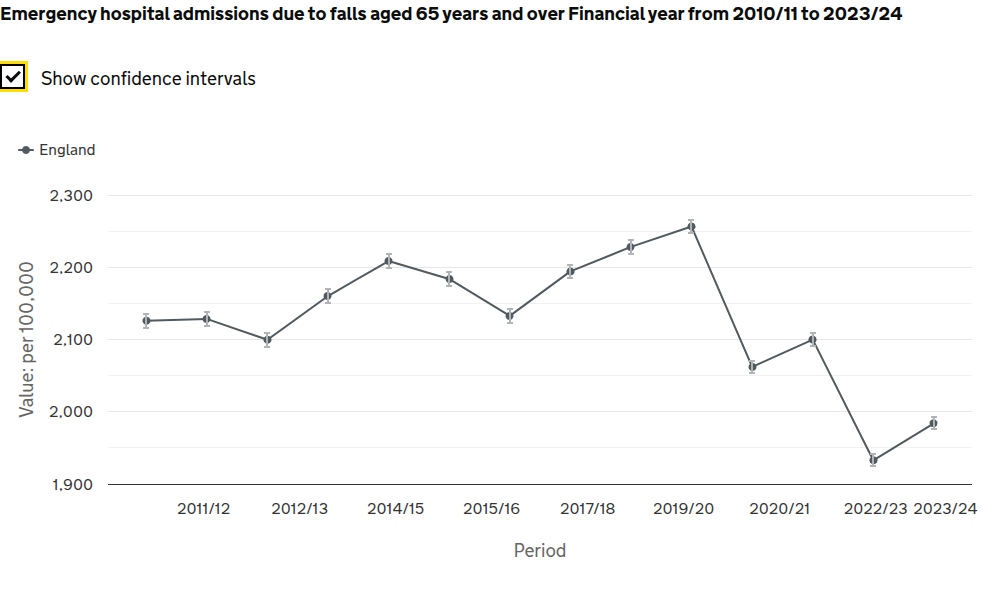 Emergency hospital admissions due to falls aged 65 years and over Financial year from 2010/11 to 2023/24
Show confidence intervals
England
2,300
2,200
2,100
2,000
1,900
Value: per 100,000
2011/12 2012/13 2014/15 2015/16 2017/18 2019/20 2020/21 2022/23 2023/24
Period